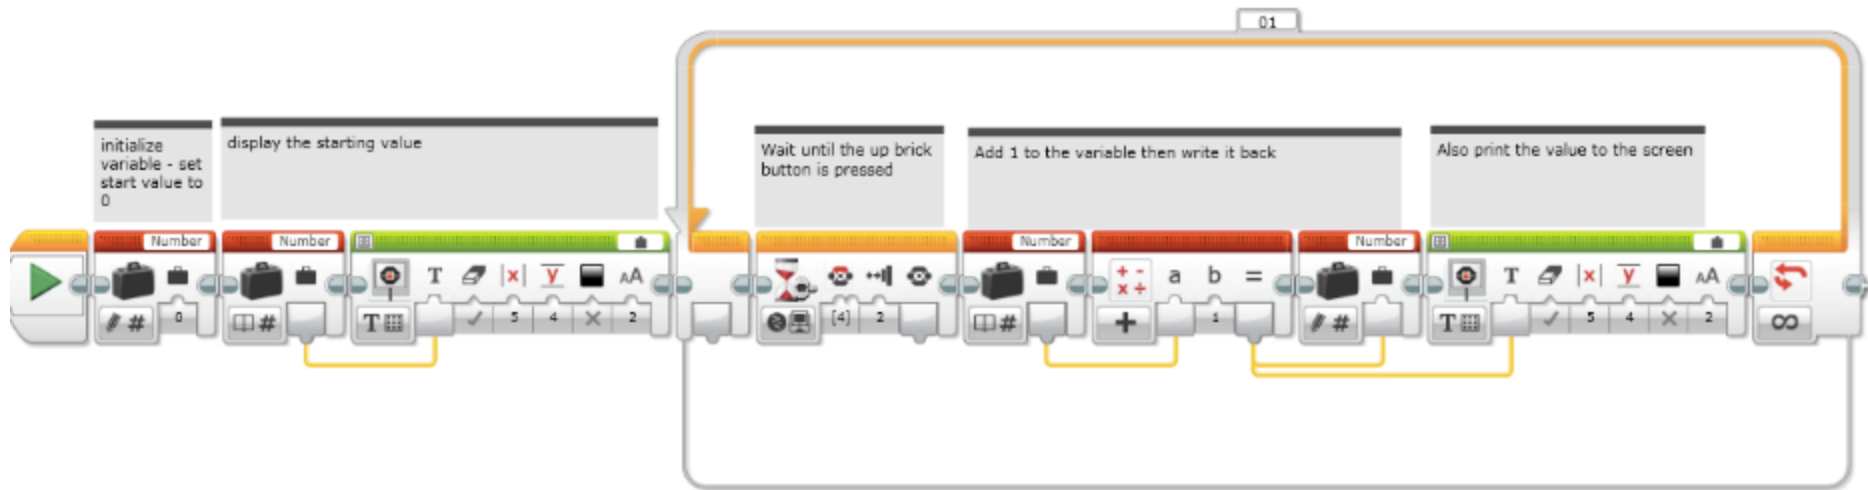 01
initialize
variable - set
start value to
0
display the starting value
Wait until the up brick
button is pressed
Add 1 to the variable then write it back
Also print the value to the screen
Number
Number
Number
Number
T
x
y
AA
a
b
=
T
x
y
AA
#
0
#
T
5
4
2
[4]
2
#
+
1
#
T
5
4
2
∞